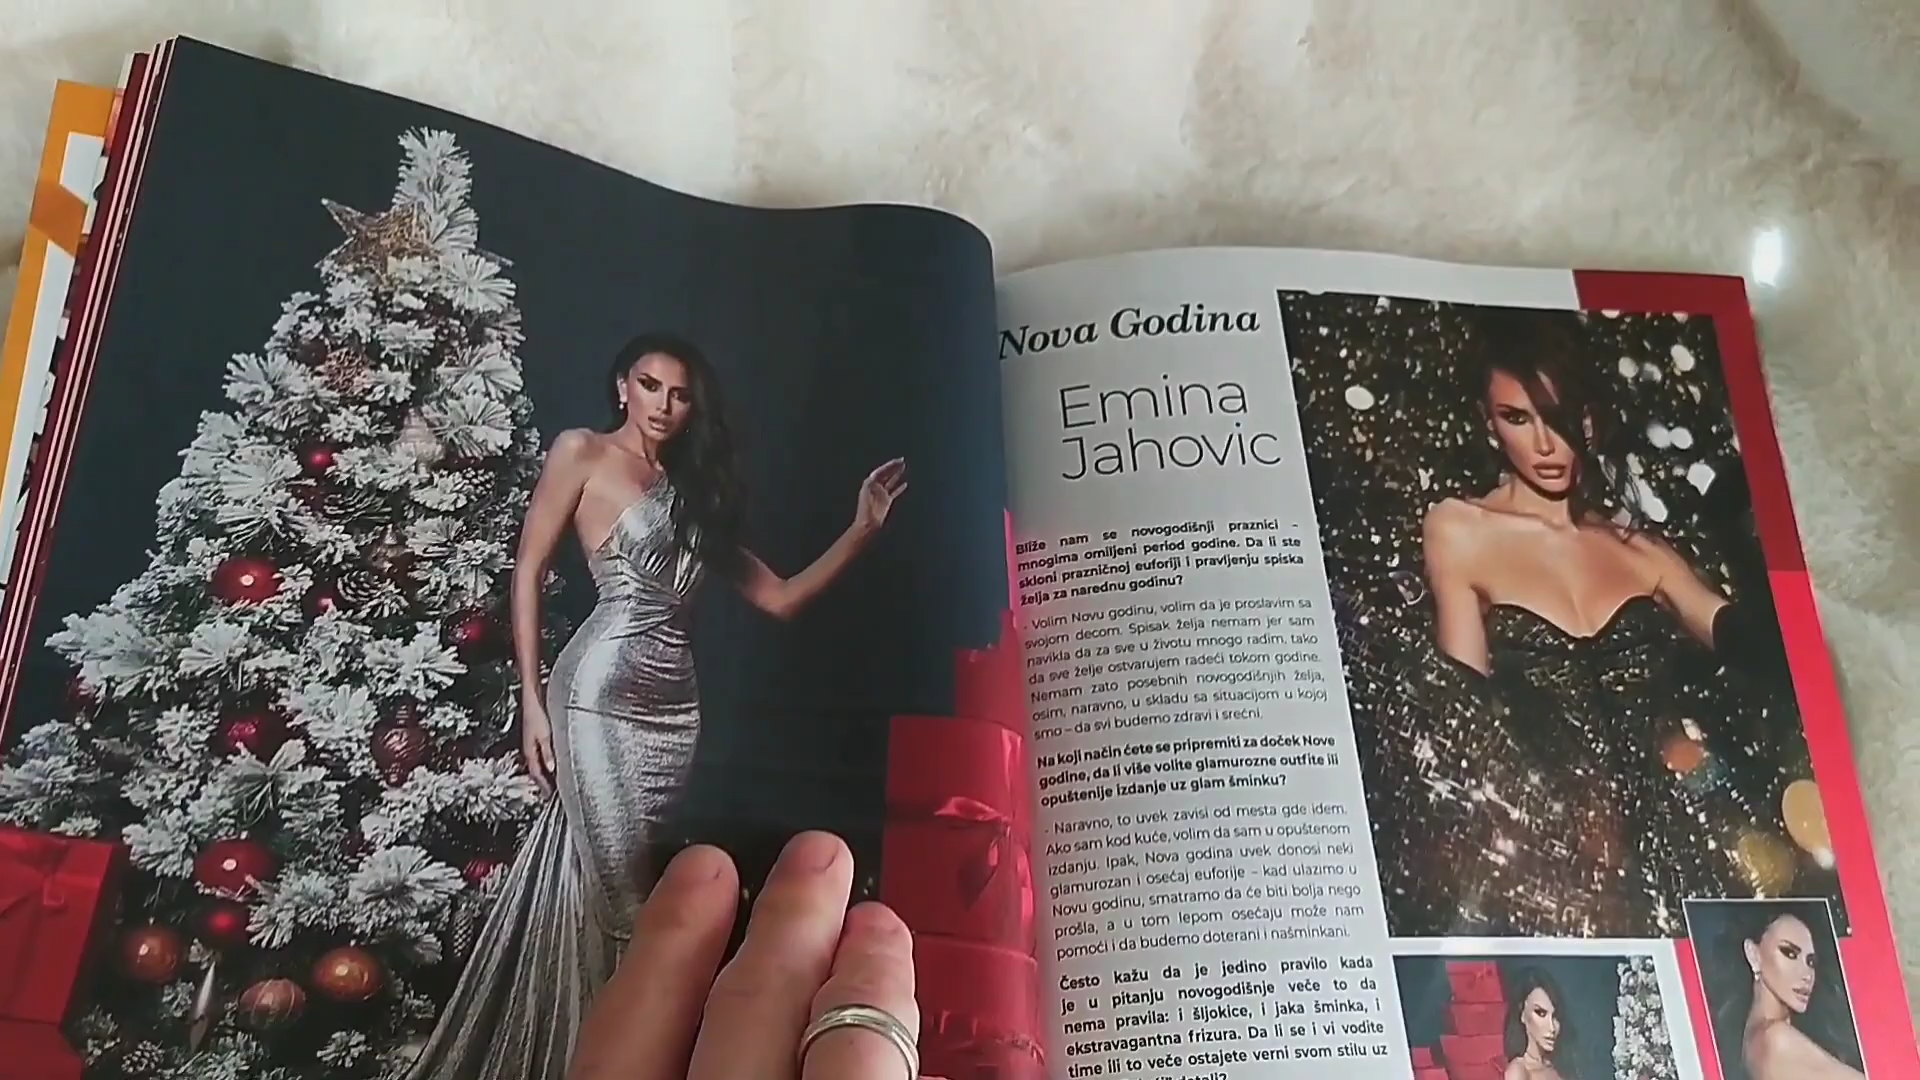 Nova Godina
Emina
Jahovic
Bliže nam se novogodišnji praznici -
mnogima omiljeni period godine. Da li ste
skloni prazničnoj euforiji i pravljenju spiska
želja za narednu godinu?
- Volim Novu godinu, volim da je proslavim sa
svojom decom. Spisak želja nemam jer sam
navikla da za sve u životu mnogo radim, tako
da sve želje ostvarujem radeći tokom godine.
Nemam zato posebnih novogodišnjih želja,
osim, naravno, u skladu sa situacijom u kojoj
smo – da svi budemo zdravi i srećni.
Na koji način ćete se pripremiti za doček Nove
godine, da li više volite glamurozne outfite ili
opuštenije izdanje uz glam šminku?
- Naravno, to uvek zavisi od mesta gde idem.
Ako sam kod kuće, volim da sam u opuštenom
izdanju. Ipak, Nova godina uvek donosi neki
glamurozan i osećaj euforije – kad ulazimo u
Novu godinu, smatramo da će biti bolja nego
prošla, a u tom lepom osećaju može nam
pomoći i da budemo doterani i našminkani.
Često kažu da je jedino pravilo kada
je u pitanju novogodišnje veče to da
nema pravila: i šljokice, i jaka šminka, i
ekstravagantna frizura. Da li se i vi vodite
time ili to veče ostajete verni svom stilu uz